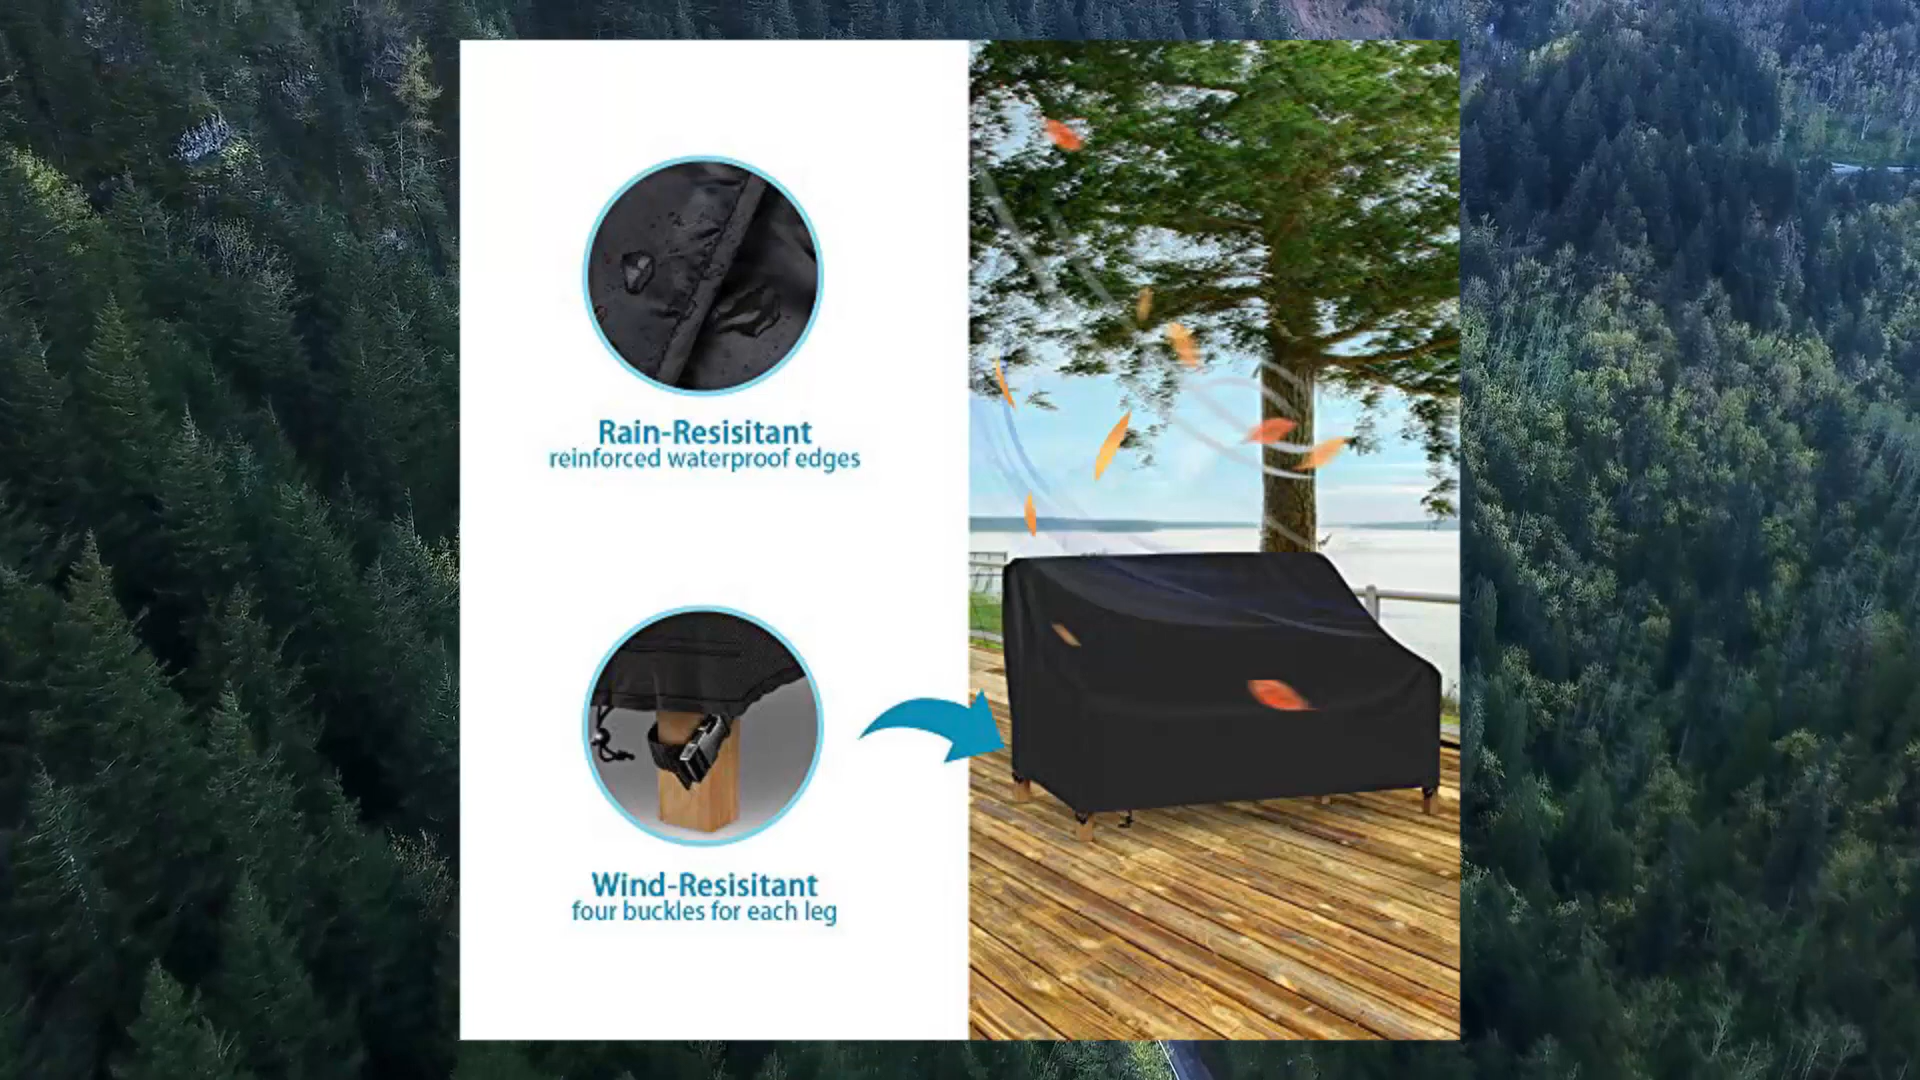 Rain-Resisitant
reinforced waterproof edges
Wind-Resisitant
four buckles for each leg